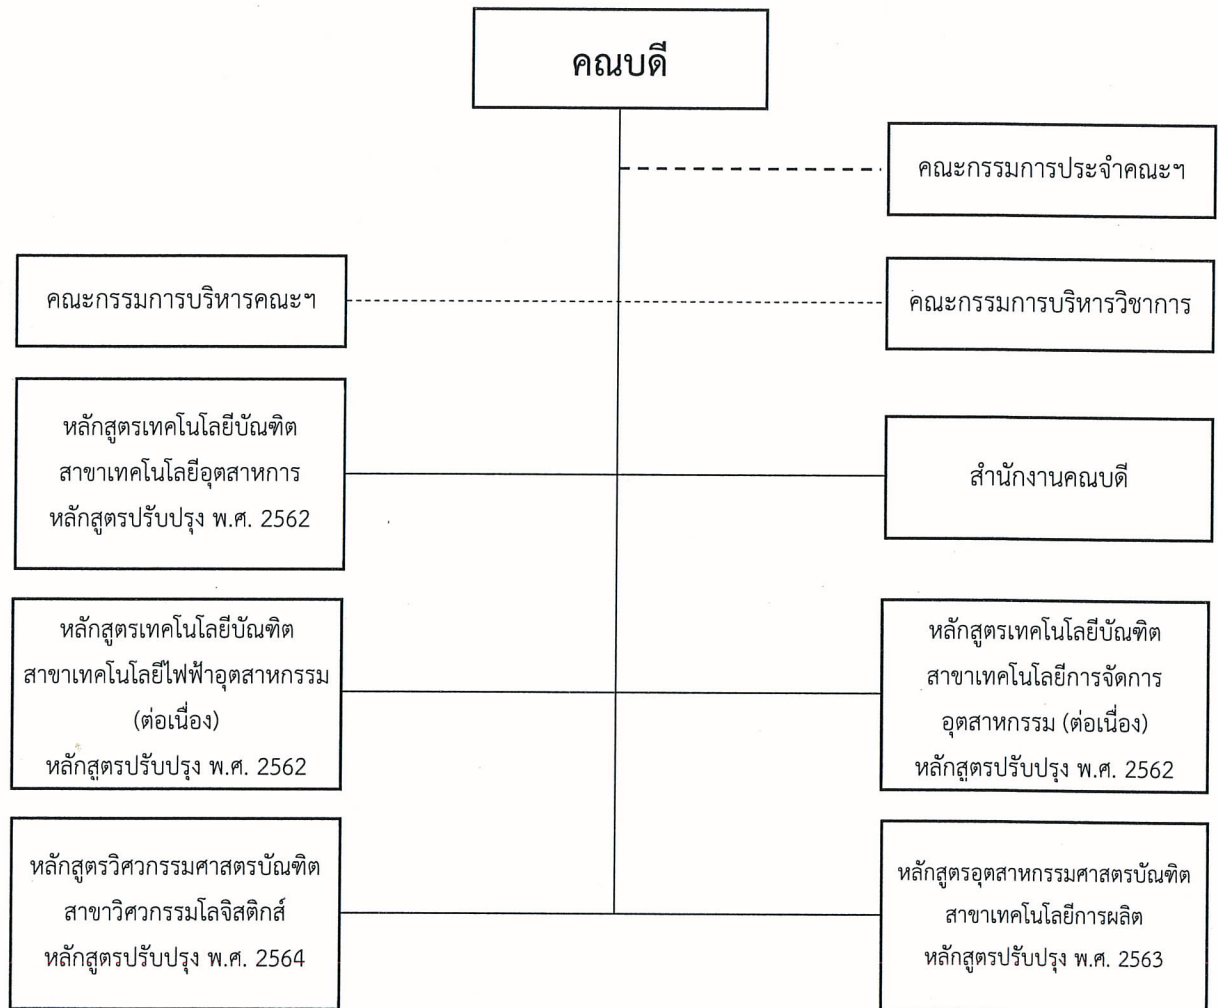 คณบดี
คณะกรรมการประจำคณะฯ
คณะกรรมการบริหารคณะฯ
คณะกรรมการบริหารวิชาการ
หลักสูตรเทคโนโลยีบัณฑิต
สาขาเทคโนโลยีอุตสาหการ
หลักสูตรปรับปรุง พ.ศ. 2562
สำนักงานคณบดี
หลักสูตรเทคโนโลยีบัณฑิต
สาขาเทคโนโลยีไฟฟ้าอุตสาหกรรม
(ต่อเนื่อง)
หลักสูตรปรับปรุง พ.ศ. 2562
หลักสูตรเทคโนโลยีบัณฑิต
สาขาเทคโนโลยีการจัดการ
อุตสาหกรรม (ต่อเนื่อง)
หลักสูตรปรับปรุง พ.ศ. 2562
หลักสูตรวิศวกรรมศาสตรบัณฑิต
สาขาวิศวกรรมโลจิสติกส์
หลักสูตรปรับปรุง พ.ศ. 2564
หลักสูตรอุตสาหกรรมศาสตรบัณฑิต
สาขาเทคโนโลยีการผลิต
หลักสูตรปรับปรุง พ.ศ. 2563